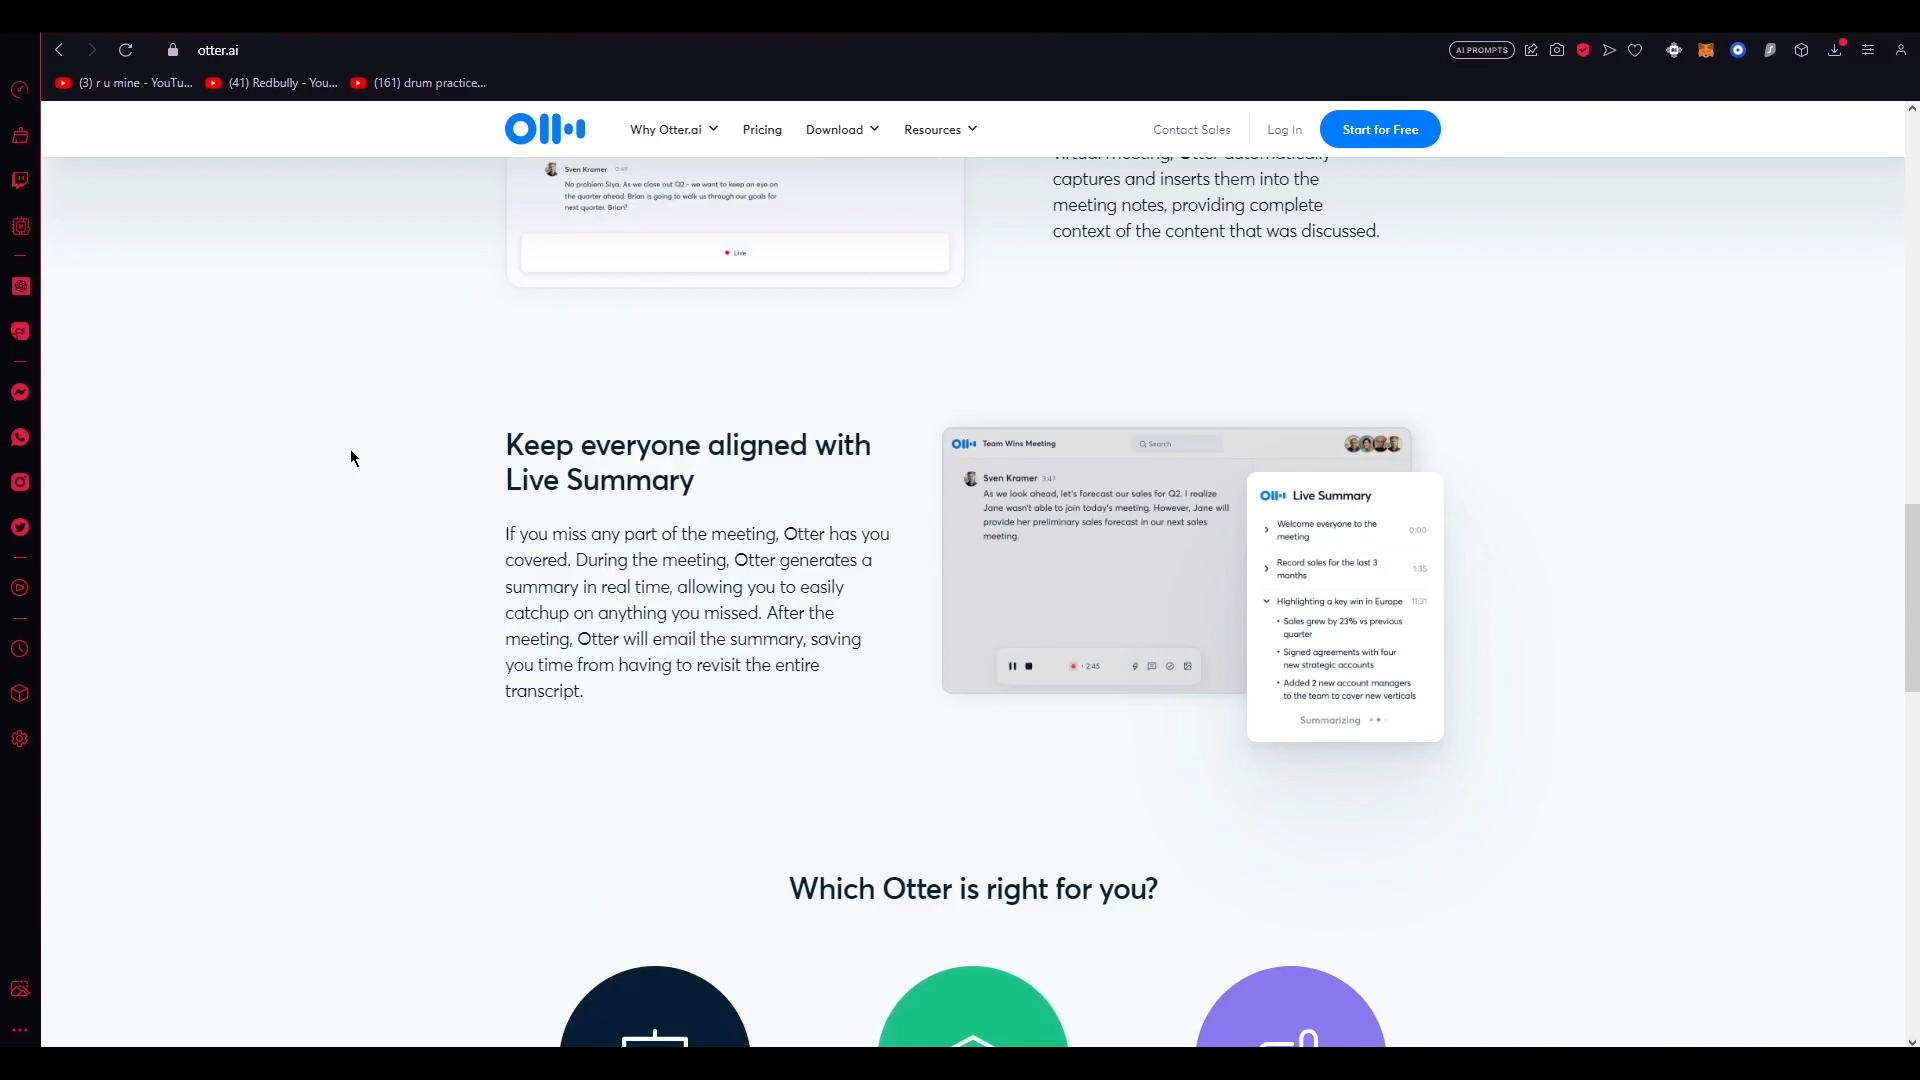 otter.ai
AI PROMPTS
(3) r u mine - YouTu...
(41) Redbully - You...
(161) drum practice...
Why Otter.ai
Pricing
Download
Resources
Contact Sales
Log In
Start for Free
Sven Kramer 0:49
No problem Siya. As we close out Q2 - we want to keep an eye on
the quarter ahead. Brian is going to walk us through our goals for
next quarter. Brian?
Live
virtual meeting, Otter automatically
captures and inserts them into the
meeting notes, providing complete
context of the content that was discussed.
Keep everyone aligned with
Live Summary
If you miss any part of the meeting, Otter has you
covered. During the meeting, Otter generates a
summary in real time, allowing you to easily
catchup on anything you missed. After the
meeting, Otter will email the summary, saving
you time from having to revisit the entire
transcript.
Team Wins Meeting
Search
Sven Kramer 3:47
As we look ahead, let's forecast our sales for Q2. I realize
Jane wasn't able to join today's meeting. However, Jane will
provide her preliminary sales forecast in our next sales
meeting.
2:45
Live Summary
Welcome everyone to the
meeting
0:00
Record sales for the last 3
months
1:35
Highlighting a key win in Europe 11:31
• Sales grew by 23% vs previous
quarter
• Signed agreements with four
new strategic accounts
• Added 2 new account managers
to the team to cover new verticals
Summarizing
Which Otter is right for you?